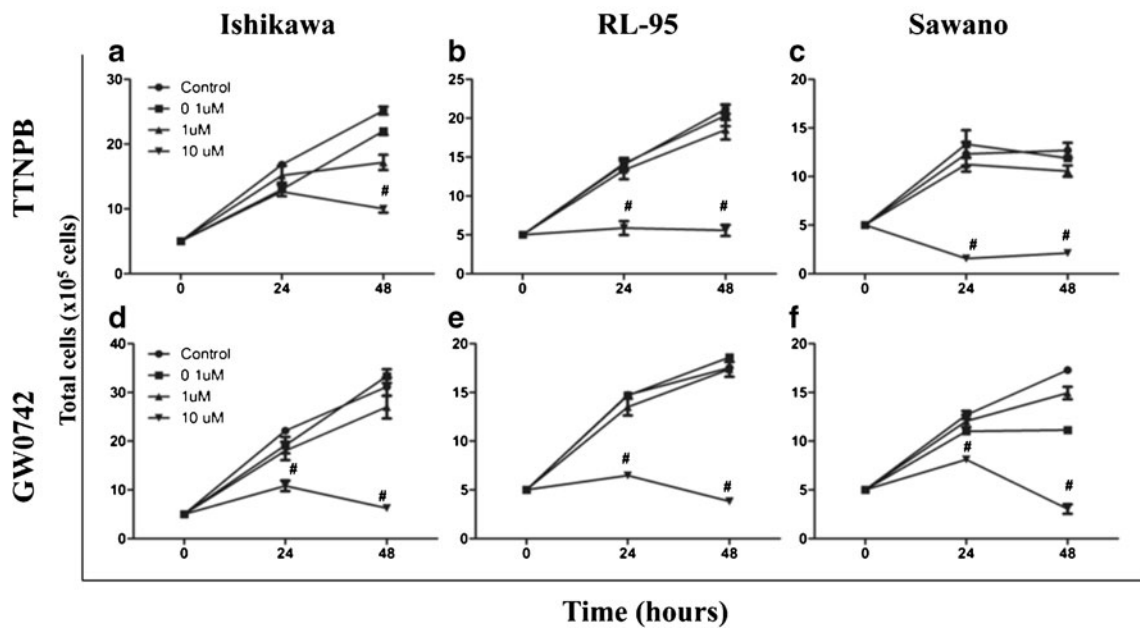 Ishikawa RL-95 Sawano
TTNPB
GW0742
Total cells (x10⁵ cells)
a
30
20
10
0
Control
0 1uM
1uM
10 uM
#
0 24 48
b
25
20
15
10
5
0
# #
0 24 48
c
20
15
10
5
0
# #
0 24 48
d
40
30
20
10
0
Control
0 1uM
1uM
10 uM
# #
0 24 48
e
20
15
10
5
0
# #
0 24 48
f
20
15
10
5
0
# #
0 24 48
Time (hours)